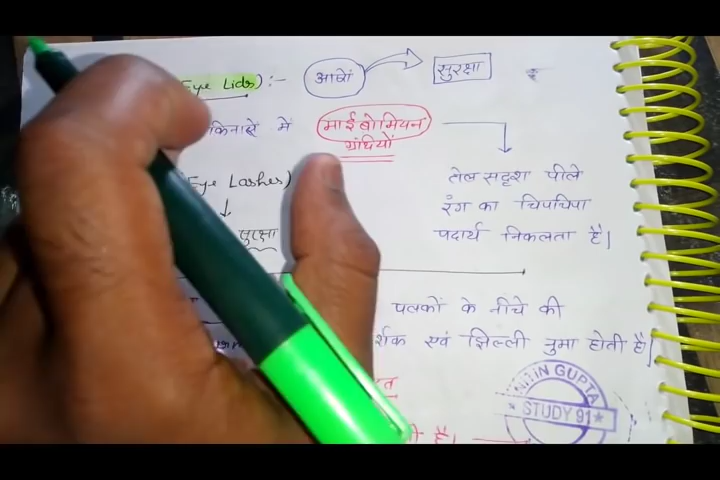 Eye Lids) :- आँखों सुरक्षा
किनारों में माईबोमियन
ग्रंथियों
तेल सदृश पीले
रंग का चिपचिपा
पदार्थ निकलता है।
Eye Lashes)
सुरक्षा
पलकों के नीचे की
र्शक एवं झिल्ली नुमा होती है।
है।
NITIN GUPTA
STUDY 91